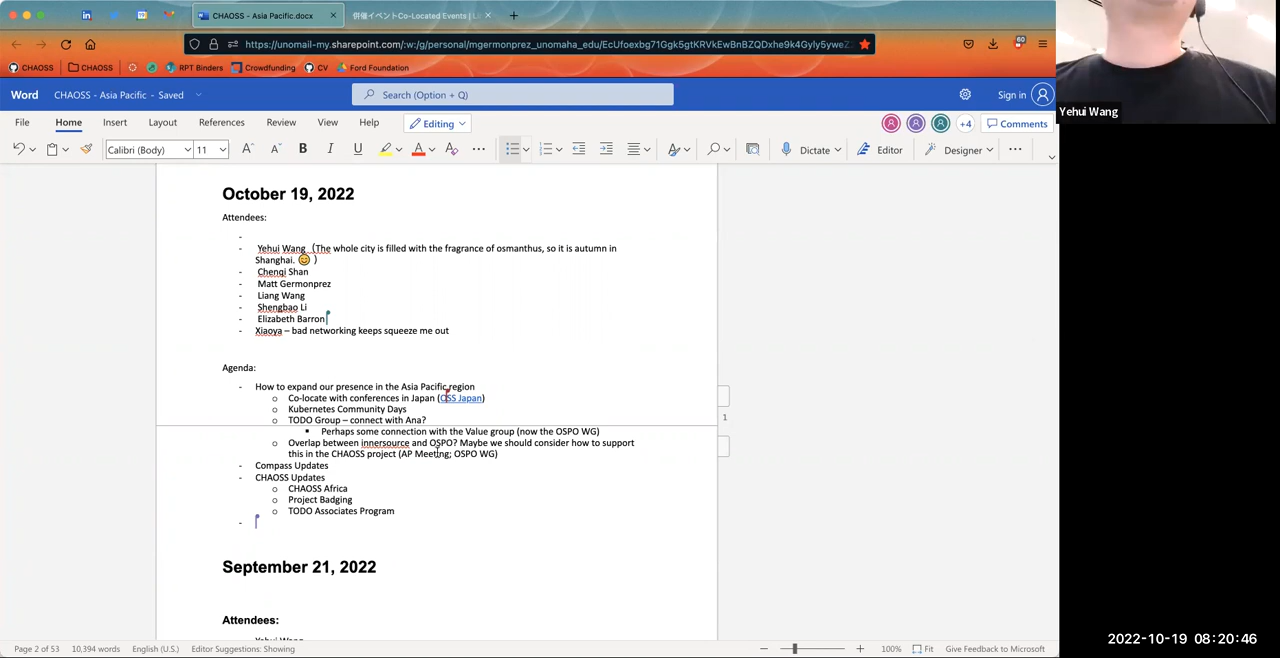 CHAOSS - Asia Pacific.docx
併催イベントCo-Located Events | Li
https://unomail-my.sharepoint.com/:w:/g/personal/mgermonprez_unomaha_edu/
60
CHAOSS
CHAOSS
RPT Binders
Crowdfunding
CV
Ford Foundation
Word
CHAOSS - Asia Pacific - Saved
Search (Option + Q)
Sign in
File
Home
Insert
Layout
References
Review
View
Help
Editing
+4
Comments
Calibri (Body)
11
B
I
U
Dictate
Editor
Designer
October 19, 2022
Attendees:
-
- Yehui Wang (The whole city is filled with the fragrance of osmanthus, so it is autumn in
Shanghai. 😊 )
- Chenqi Shan
- Matt Germonprez
- Liang Wang
- Shengbao Li
- Elizabeth Barron
- Xiaoya – bad networking keeps squeeze me out
Agenda:
- How to expand our presence in the Asia Pacific region
o Co-locate with conferences in Japan (OSS Japan)
o Kubernetes Community Days
o TODO Group – connect with Ana?
▪ Perhaps some connection with the Value group (now the OSPO WG)
o Overlap between innersource and OSPO? Maybe we should consider how to support
this in the CHAOSS project (AP Meeting; OSPO WG)
- Compass Updates
- CHAOSS Updates
o CHAOSS Africa
o Project Badging
o TODO Associates Program
-
September 21, 2022
Attendees:
Yehui Wang
1
Page 2 of 53
10,394 words
English (U.S.)
Editor Suggestions: Showing
100%
Fit
Give Feedback to Microsoft
Yehui Wang
2022-10-19 08:20:46